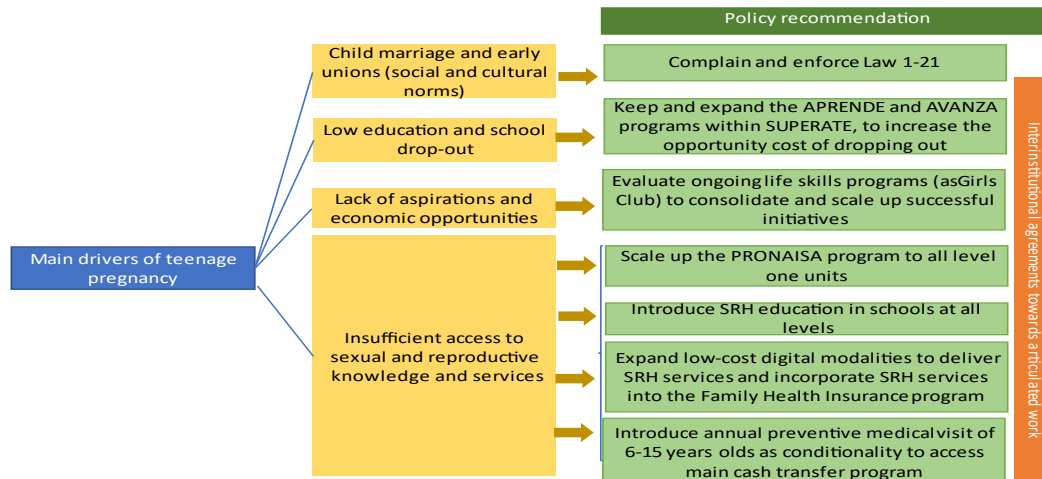 Policy recommendation
Child marriage and early
unions (social and cultural
norms)
Complain and enforce Law 1-21
Low education and school
drop-out
Keep and expand the APRENDE and AVANZA
programs within SUPERATE, to increase the
opportunity cost of dropping out
Lack of aspirations and
economic opportunities
Evaluate ongoing life skills programs (asGirls
Club) to consolidate and scale up successful
initiatives
Main drivers of teenage
pregnancy
Insufficient access to
sexual and reproductive
knowledge and services
Scale up the PRONAISA program to all level
one units
Introduce SRH education in schools at all
levels
Expand low-cost digital modalities to deliver
SRH services and incorporate SRH services
into the Family Health Insurance program
Introduce annual preventive medical visit of
6-15 years olds as conditionality to access
main cash transfer program
Interinstitutional agreements towards articulated work